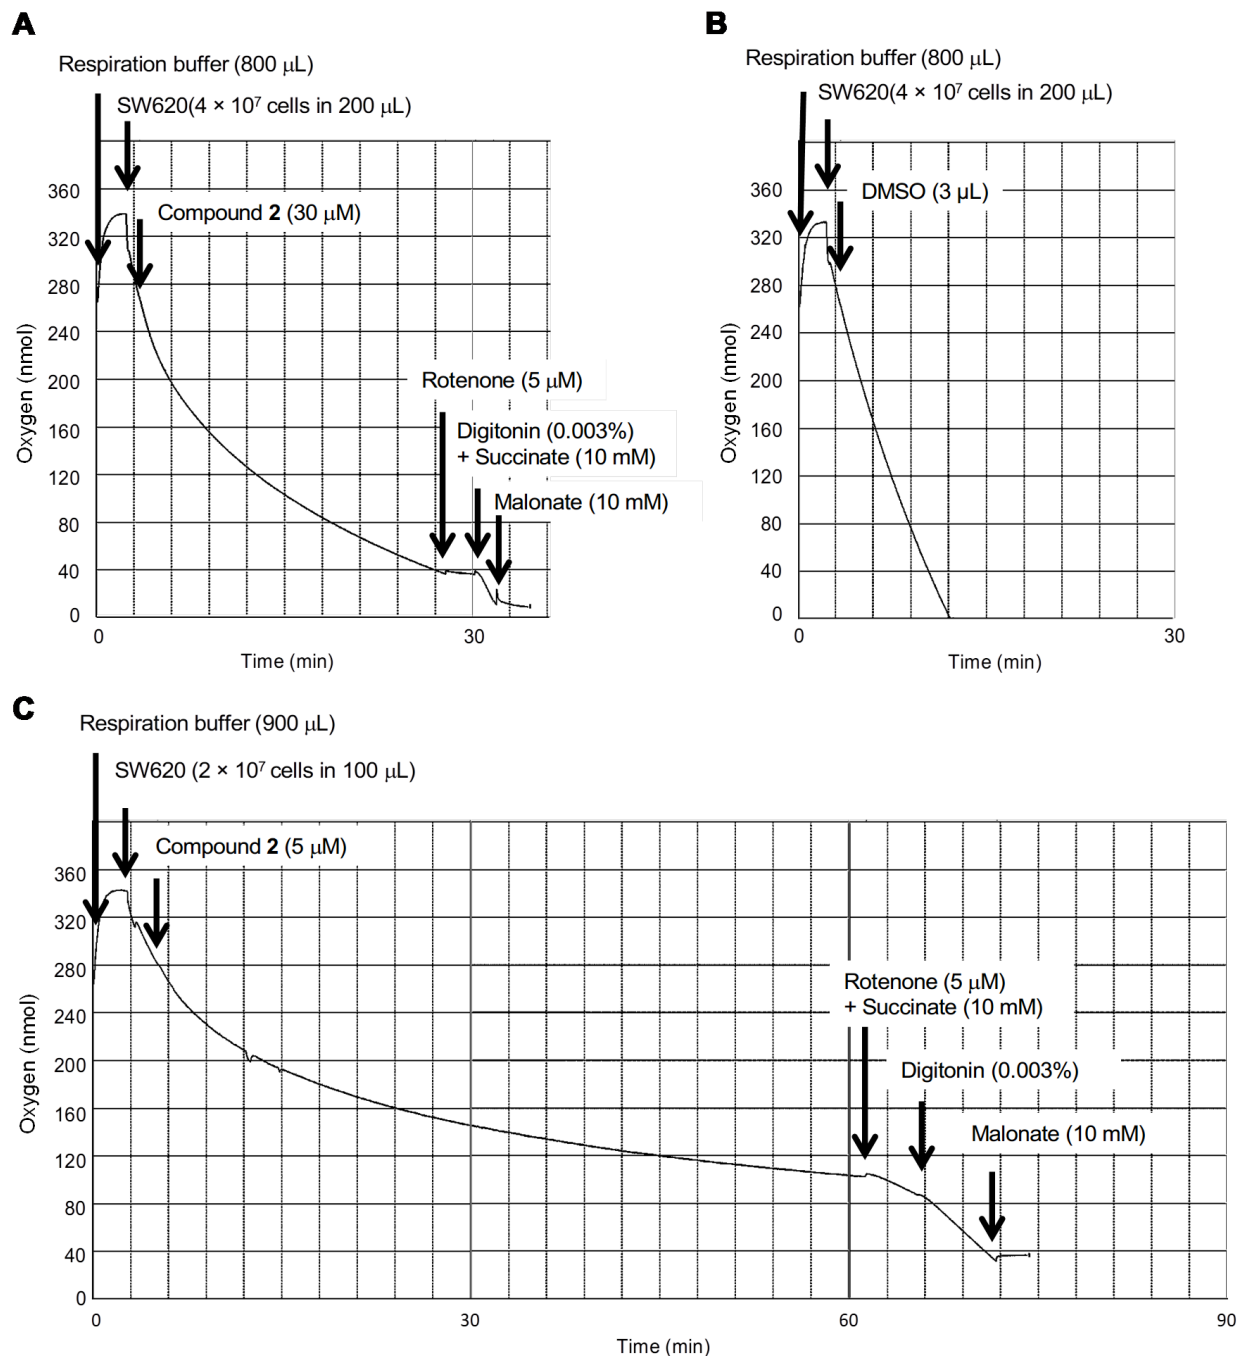 A
Respiration buffer (800 μL)
SW620(4 × 10⁷ cells in 200 μL)
Compound 2 (30 μM)
Rotenone (5 μM)
Digitonin (0.003%)
+ Succinate (10 mM)
Malonate (10 mM)
Oxygen (nmol)
360
320
280
240
200
160
120
80
40
0
0
30
Time (min)
B
Respiration buffer (800 μL)
SW620(4 × 10⁷ cells in 200 μL)
DMSO (3 μL)
Oxygen (nmol)
360
320
280
240
200
160
120
80
40
0
0
30
Time (min)
C
Respiration buffer (900 μL)
SW620 (2 × 10⁷ cells in 100 μL)
Compound 2 (5 μM)
Rotenone (5 μM)
+ Succinate (10 mM)
Digitonin (0.003%)
Malonate (10 mM)
Oxygen (nmol)
360
320
280
240
200
160
120
80
40
0
0
30
60
90
Time (min)